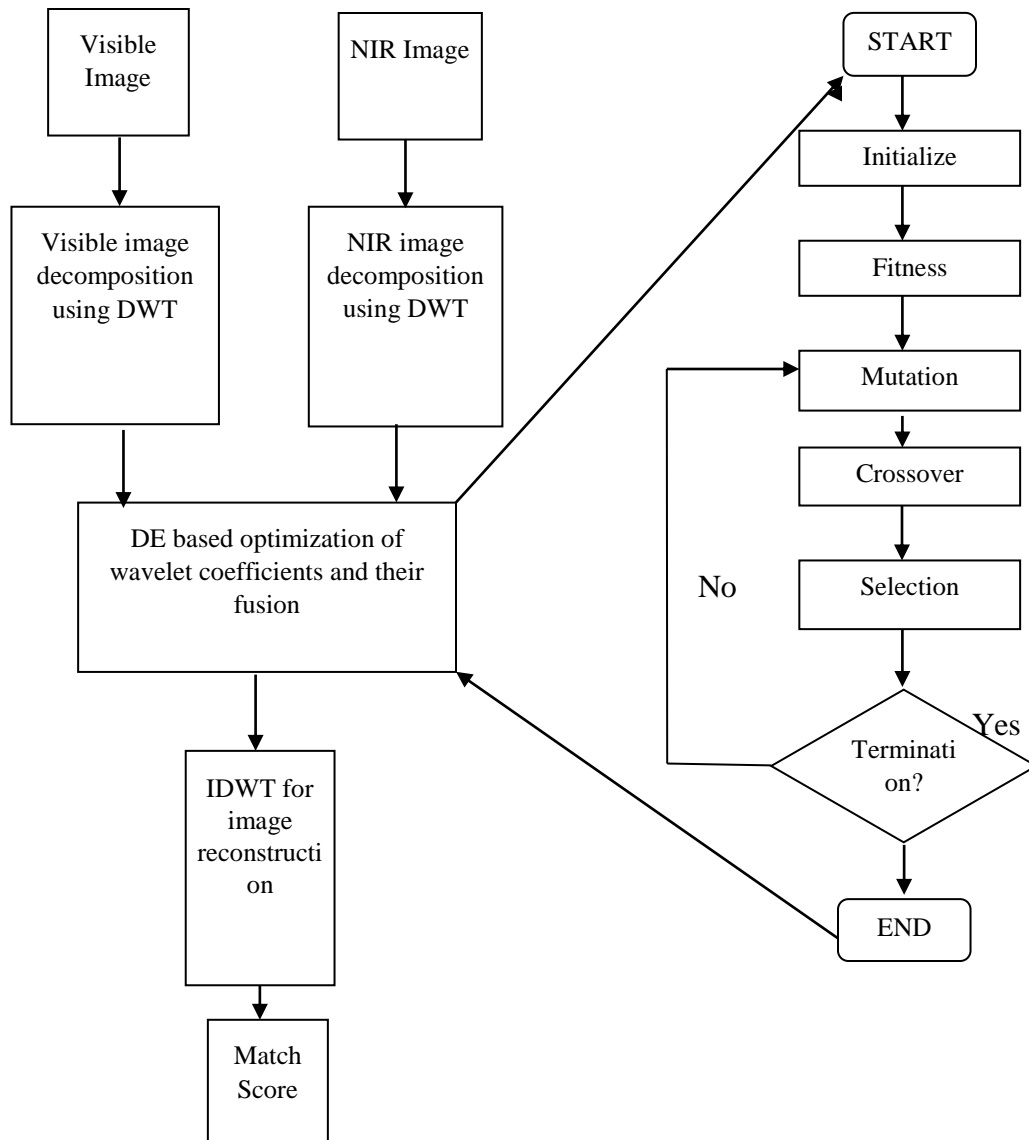 Visible
Image
NIR Image
Visible image
decomposition
using DWT
NIR image
decomposition
using DWT
DE based optimization of
wavelet coefficients and their
fusion
IDWT for
image
reconstructi
on
Match
Score
START
Initialize
Fitness
Mutation
Crossover
Selection
No
Yes
Terminati
on?
END